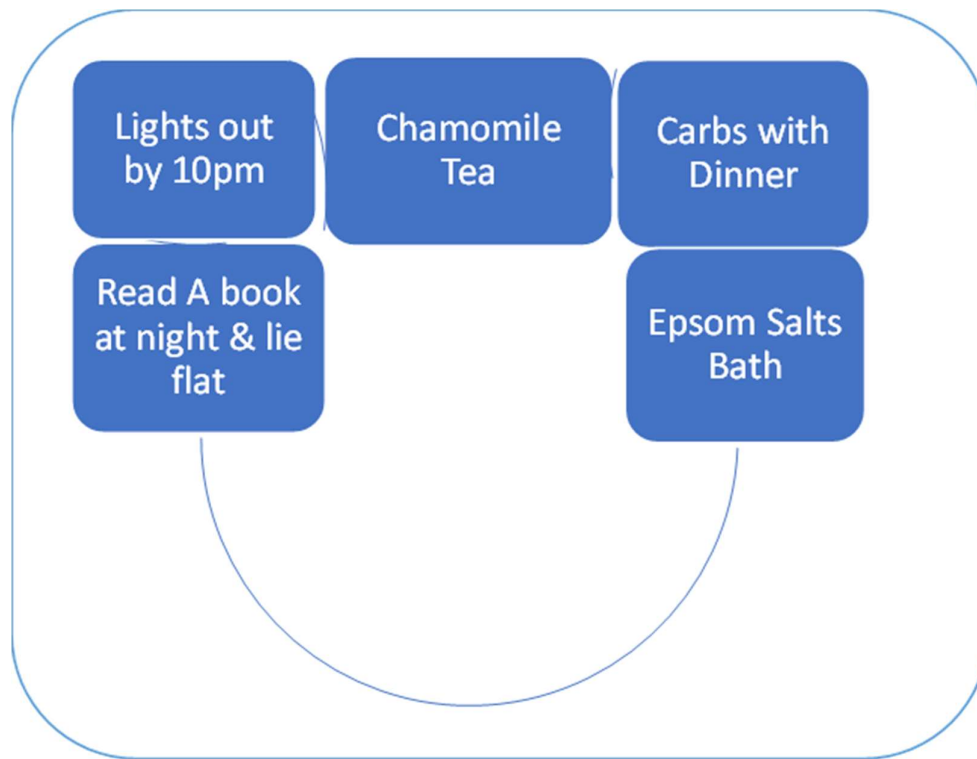 Lights out
by 10pm
Chamomile
Tea
Carbs with
Dinner
Read A book
at night & lie
flat
Epsom Salts
Bath